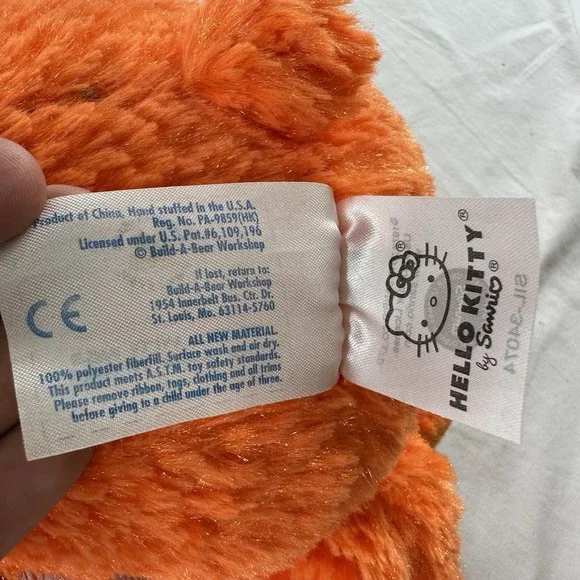 Product of China, Hand stuffed in the U.S.A.
Reg. No. PA-9859(HK)
Licensed under U.S. Pat.#6,109,196
© Build-A-Bear Workshop
If lost, return to:
Build-A-Bear Workshop
1954 Innerbelt Bus. Ctr. Dr.
St. Louis, Mo. 63114-5760
CE
ALL NEW MATERIAL.
100% polyester fiberfill. Surface wash and air dry.
This product meets A.S.T.M. toy safety standards.
Please remove ribbon, tags, clothing and all trims
before giving to a child under the age of three.
HELLO KITTY®
by Sanrio®
SIL-34074